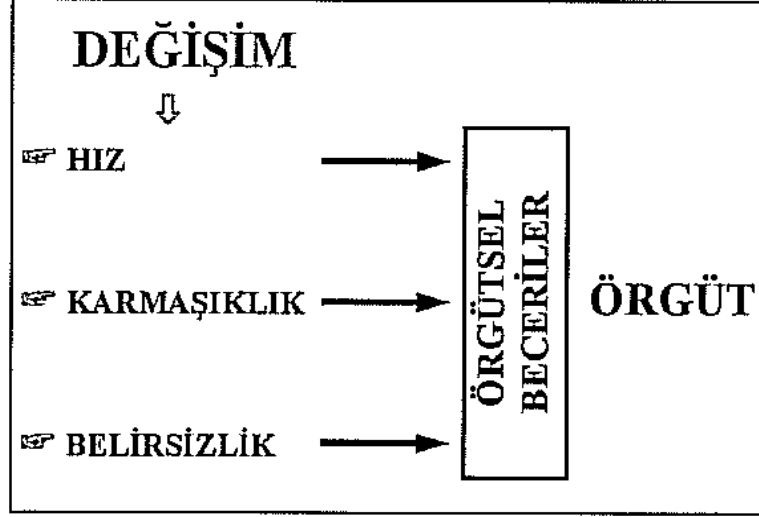 DEĞİŞİM
HIZ
KARMAŞIKLIK
BELİRSİZLİK
ÖRGÜTSEL
BECERİLER
ÖRGÜT